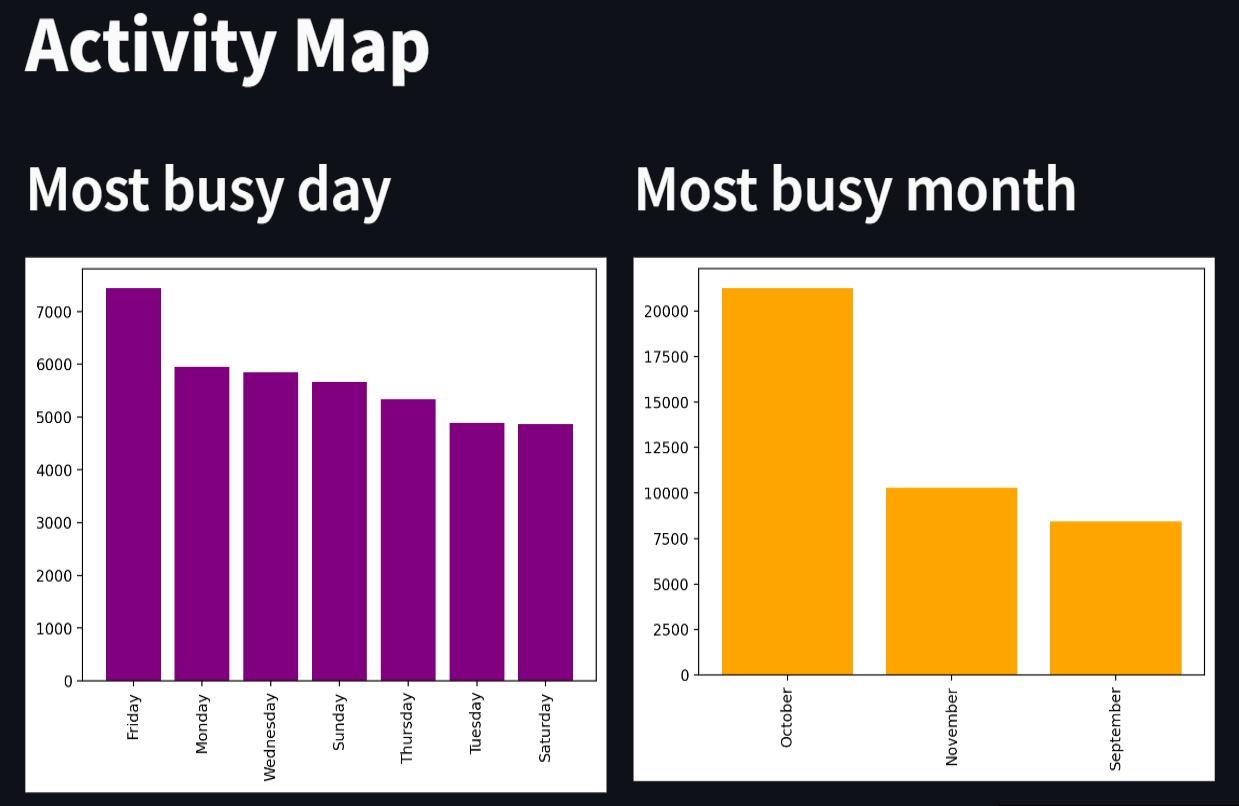 Activity Map
Most busy day
Most busy month
7000
6000
5000
4000
3000
2000
1000
0
Friday
Monday
Wednesday
Sunday
Thursday
Tuesday
Saturday
20000
17500
15000
12500
10000
7500
5000
2500
0
October
November
September